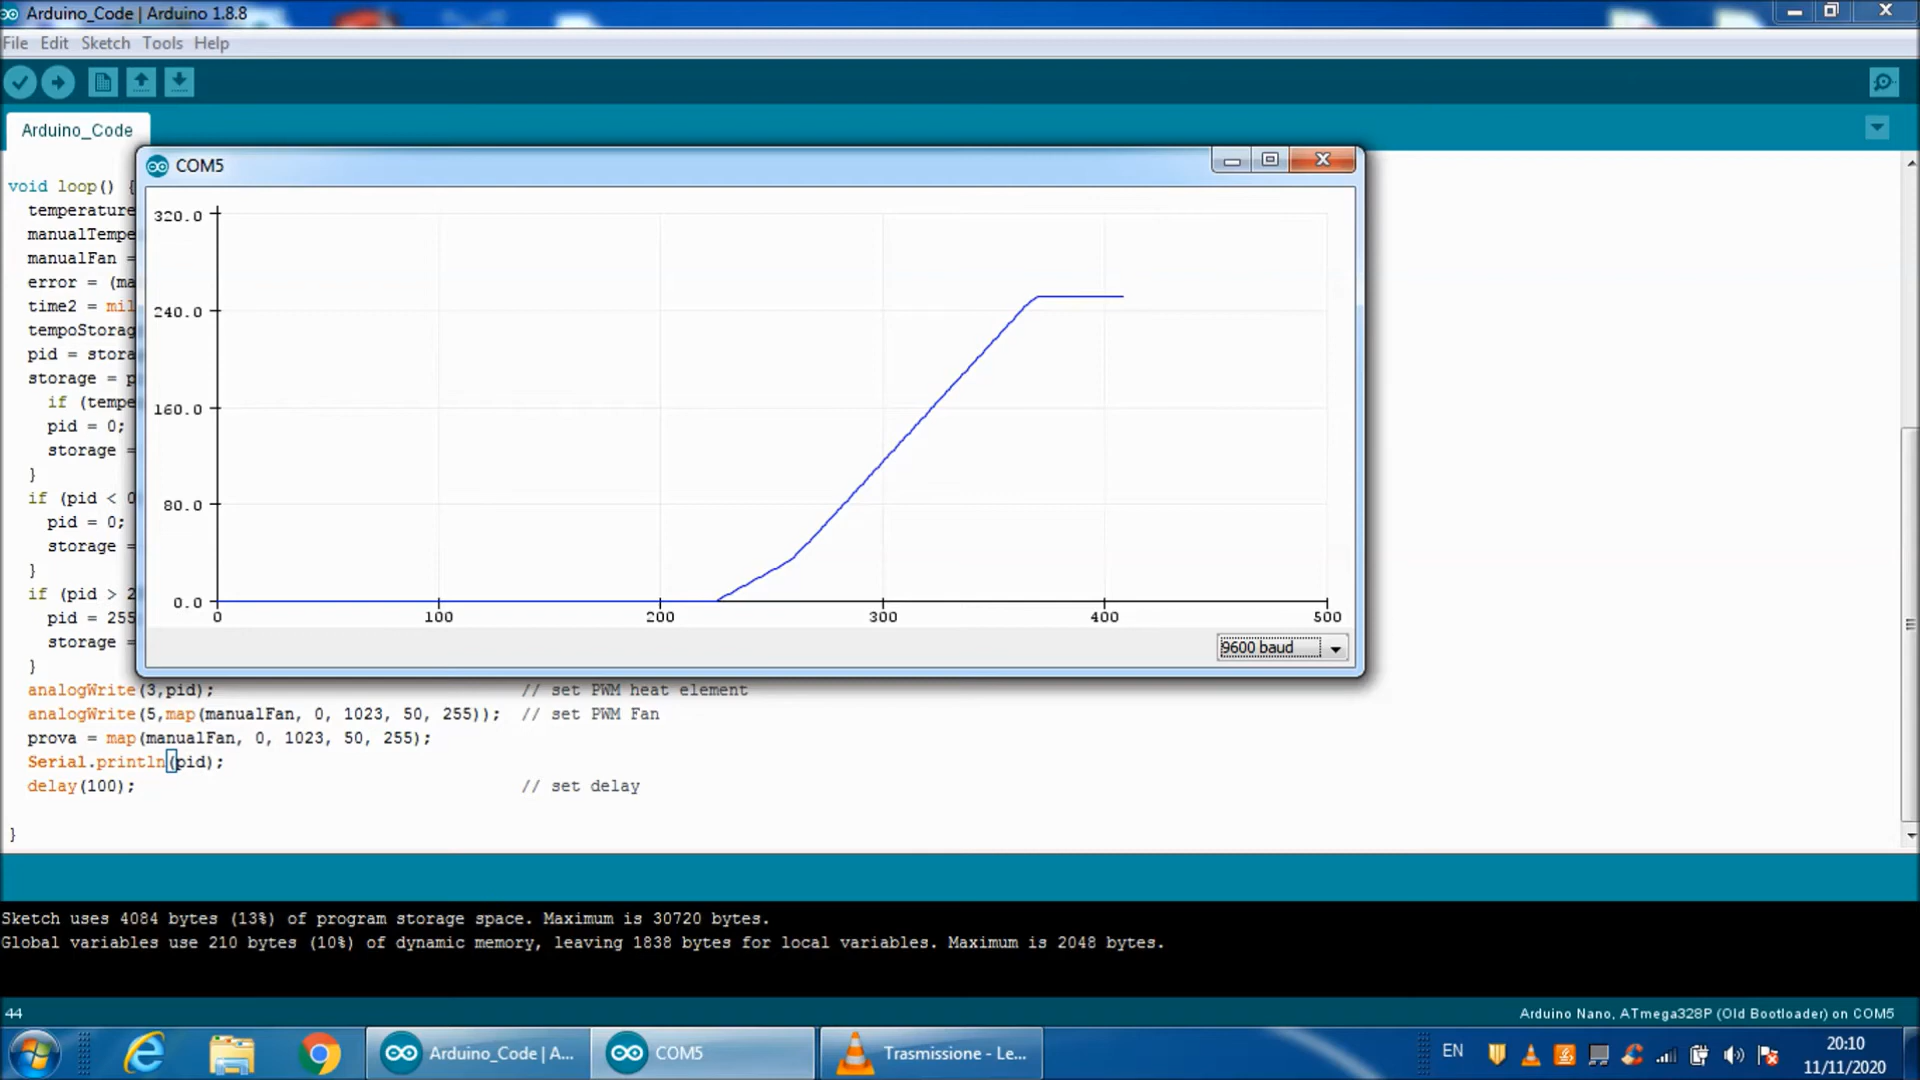 Arduino_Code | Arduino 1.8.8
File Edit Sketch Tools Help
Arduino_Code
COM5
void loop() {
temperature
manualTempe
manualFan =
error = (ma
time2 = mil
tempoStorag
pid = stora
storage = p
if (tempe
pid = 0;
storage =
}
if (pid < 0
pid = 0;
storage =
}
if (pid > 2
pid = 255
storage =
}
320.0
240.0
160.0
80.0
0.0
0 100 200 300 400 500
9600 baud
analogWrite(3,pid); // set PWM heat element
analogWrite(5,map(manualFan, 0, 1023, 50, 255)); // set PWM Fan
prova = map(manualFan, 0, 1023, 50, 255);
Serial.println(pid);
delay(100); // set delay
}
Sketch uses 4084 bytes (13%) of program storage space. Maximum is 30720 bytes.
Global variables use 210 bytes (10%) of dynamic memory, leaving 1838 bytes for local variables. Maximum is 2048 bytes.
44 Arduino Nano, ATmega328P (Old Bootloader) on COM5
Arduino_Code | A... COM5 Trasmissione - Le... EN 20:10
11/11/2020